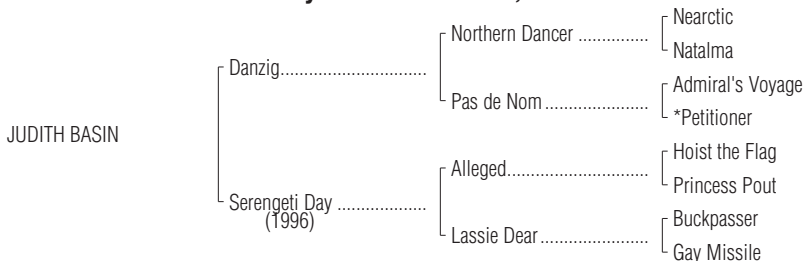 Nearctic
Northern Dancer ...............
Natalma
Danzig...............................
Admiral's Voyage
Pas de Nom......................
*Petitioner
JUDITH BASIN
Hoist the Flag
Alleged..............................
Princess Pout
Serengeti Day ...................
(1996)
Buckpasser
Lassie Dear.......................
Gay Missile